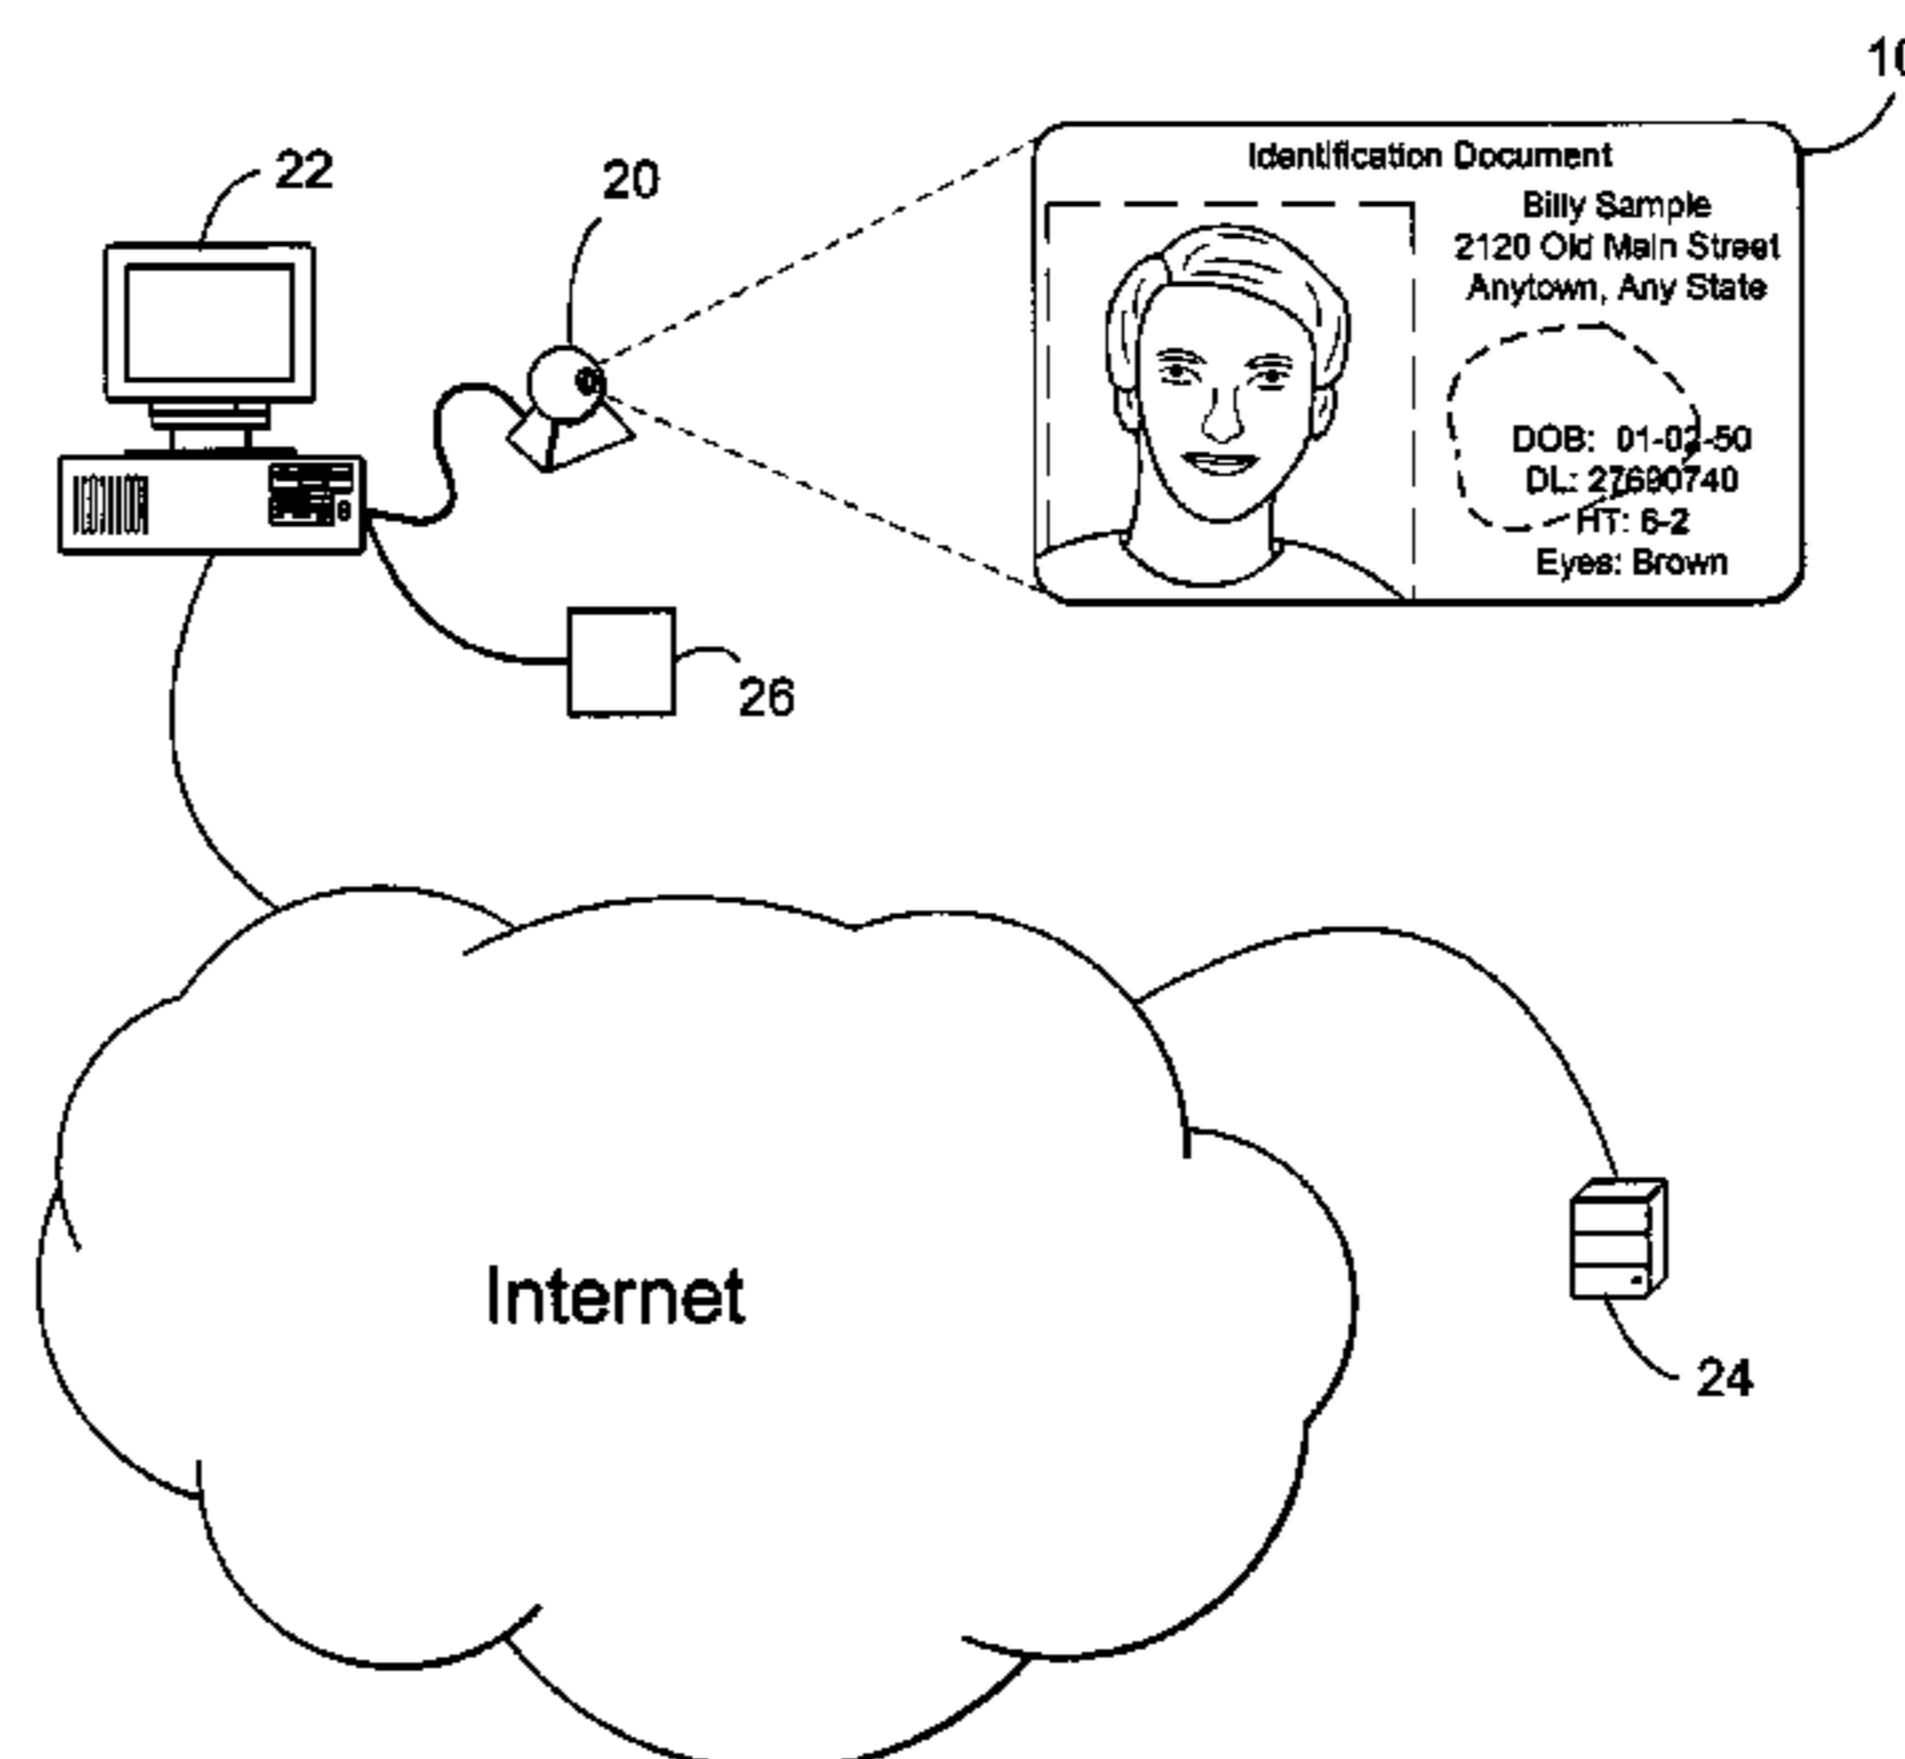 10
22
20
Identification Document
Billy Sample
2120 Old Main Street
Anytown, Any State
DOB: 01-02-50
DL: 27690740
HT: 6-2
Eyes: Brown
26
Internet
24